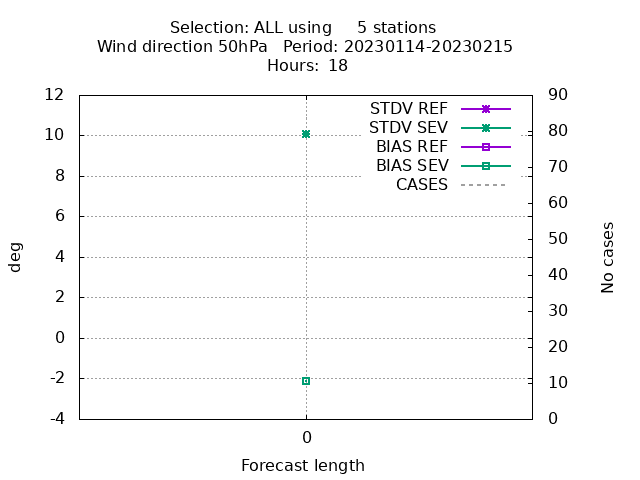 Selection: ALL using     5 stations
Wind direction 50hPa   Period: 20230114-20230215
Hours:  18
12
10
8
6
4
2
0
-2
-4
deg
STDV REF
STDV SEV
BIAS REF
BIAS SEV
CASES
90
80
70
60
50
40
30
20
10
0
No cases
0
Forecast length